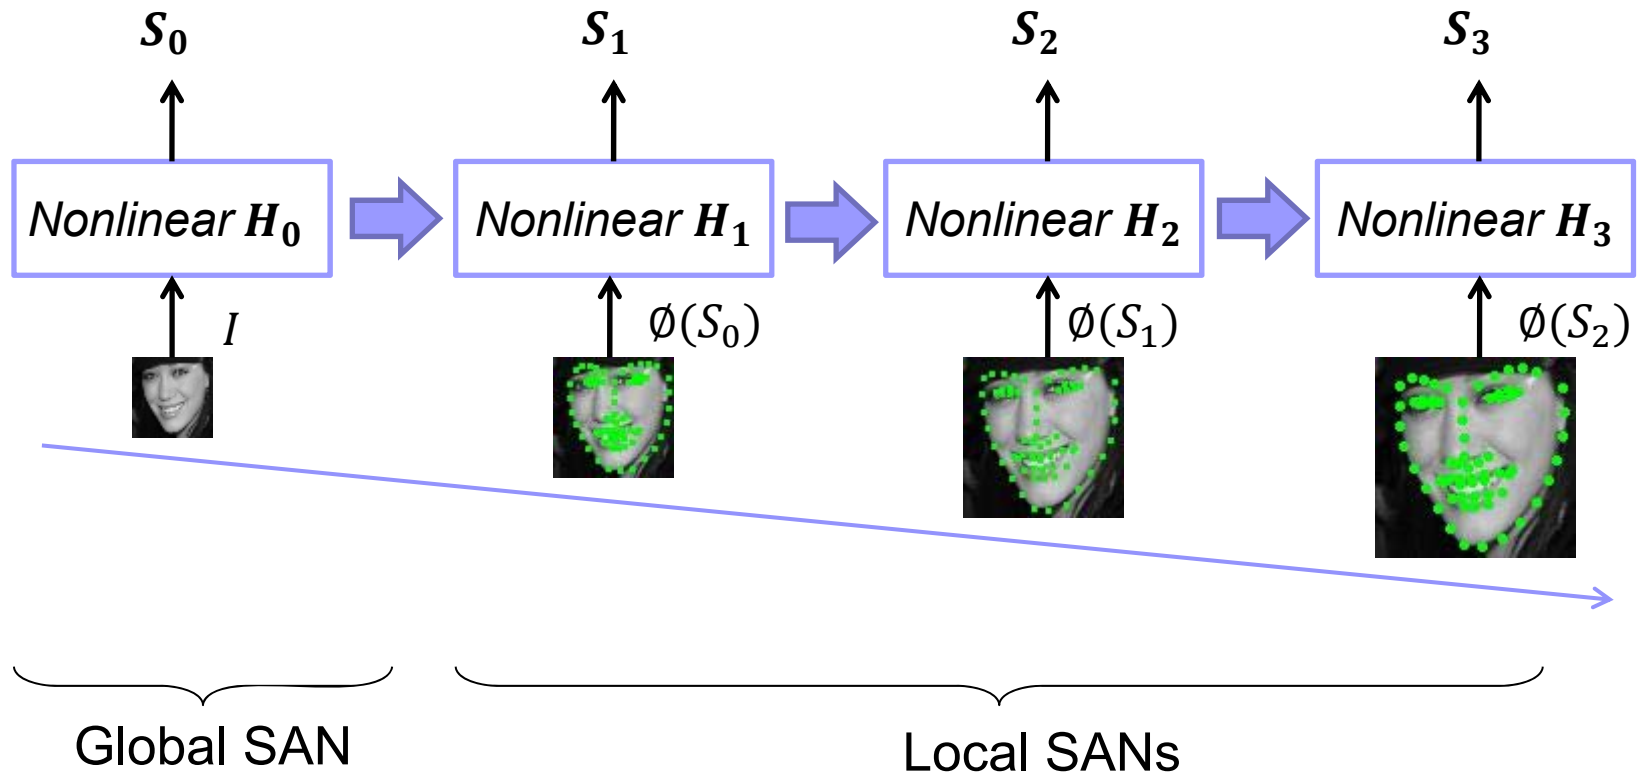 S₀ S₁ S₂ S₃
Nonlinear H₀ Nonlinear H₁ Nonlinear H₂ Nonlinear H₃
I ∅(S₀) ∅(S₁) ∅(S₂)
Global SAN Local SANs